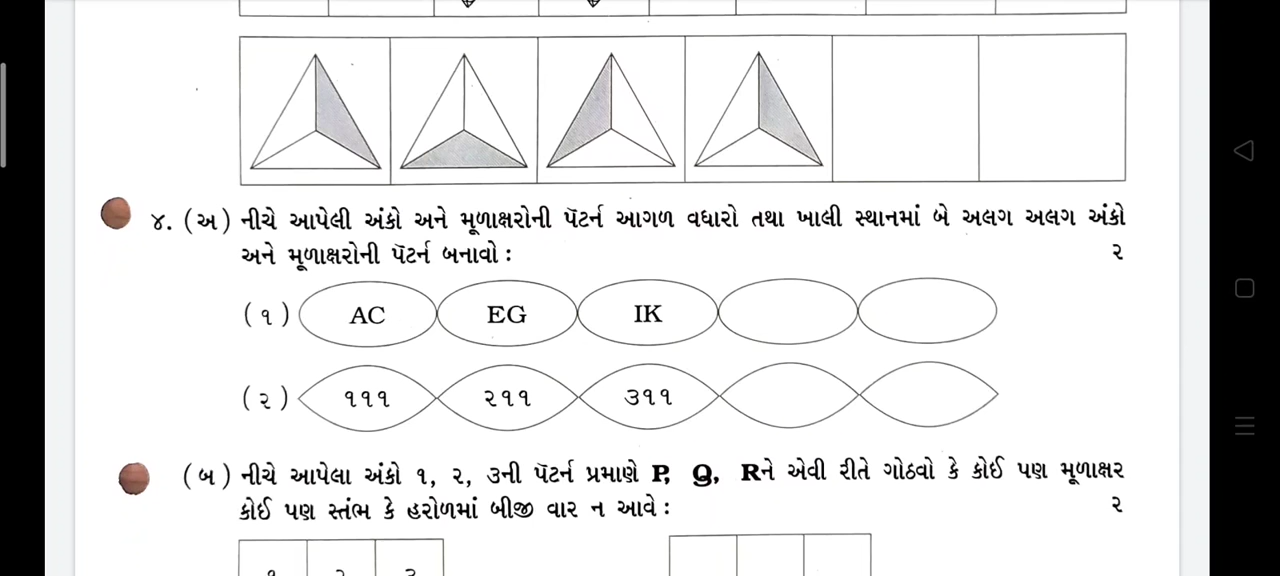 ૪. (અ) નીચે આપેલી અંકો અને મૂળાક્ષરોની પૅટર્ન આગળ વધારો તથા ખાલી સ્થાનમાં બે અલગ અલગ અંકો
અને મૂળાક્ષરોની પૅટર્ન બનાવો : ૨
(૧) AC EG IK
(૨) ૧૧૧ ૨૧૧ ૩૧૧
(બ) નીચે આપેલા અંકો ૧, ૨, ૩ની પૅટર્ન પ્રમાણે P, Q, Rને એવી રીતે ગોઠવો કે કોઈ પણ મૂળાક્ષર
કોઈ પણ સ્તંભ કે હરોળમાં બીજી વાર ન આવે : ૨